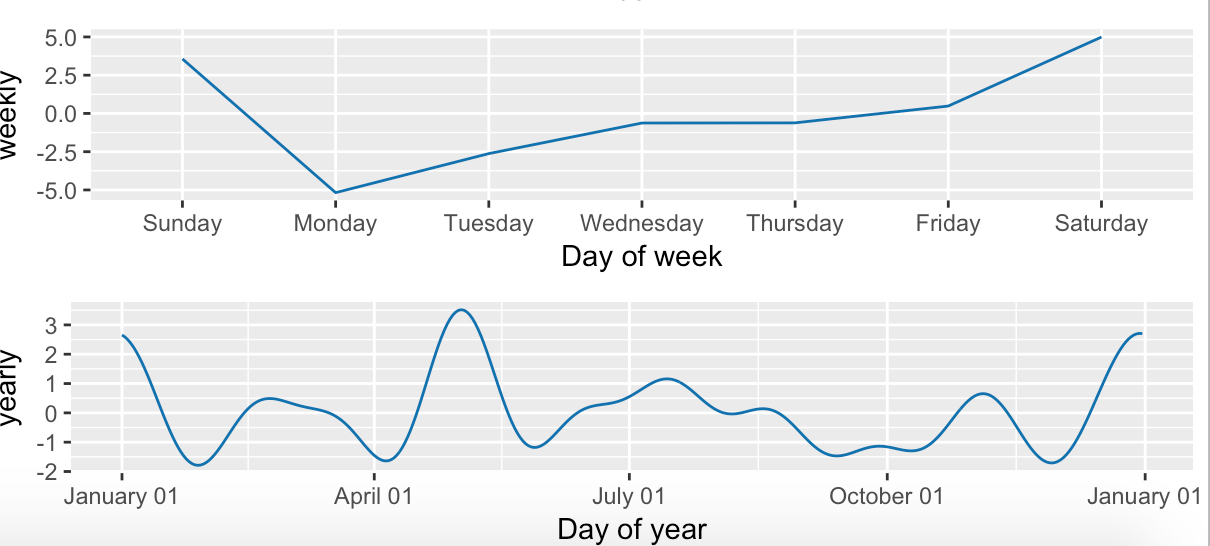 weekly
5.0
2.5
0.0
-2.5
-5.0
Sunday Monday Tuesday Wednesday Thursday Friday Saturday
Day of week
yearly
3
2
1
0
-1
-2
January 01 April 01 July 01 October 01 January 01
Day of year